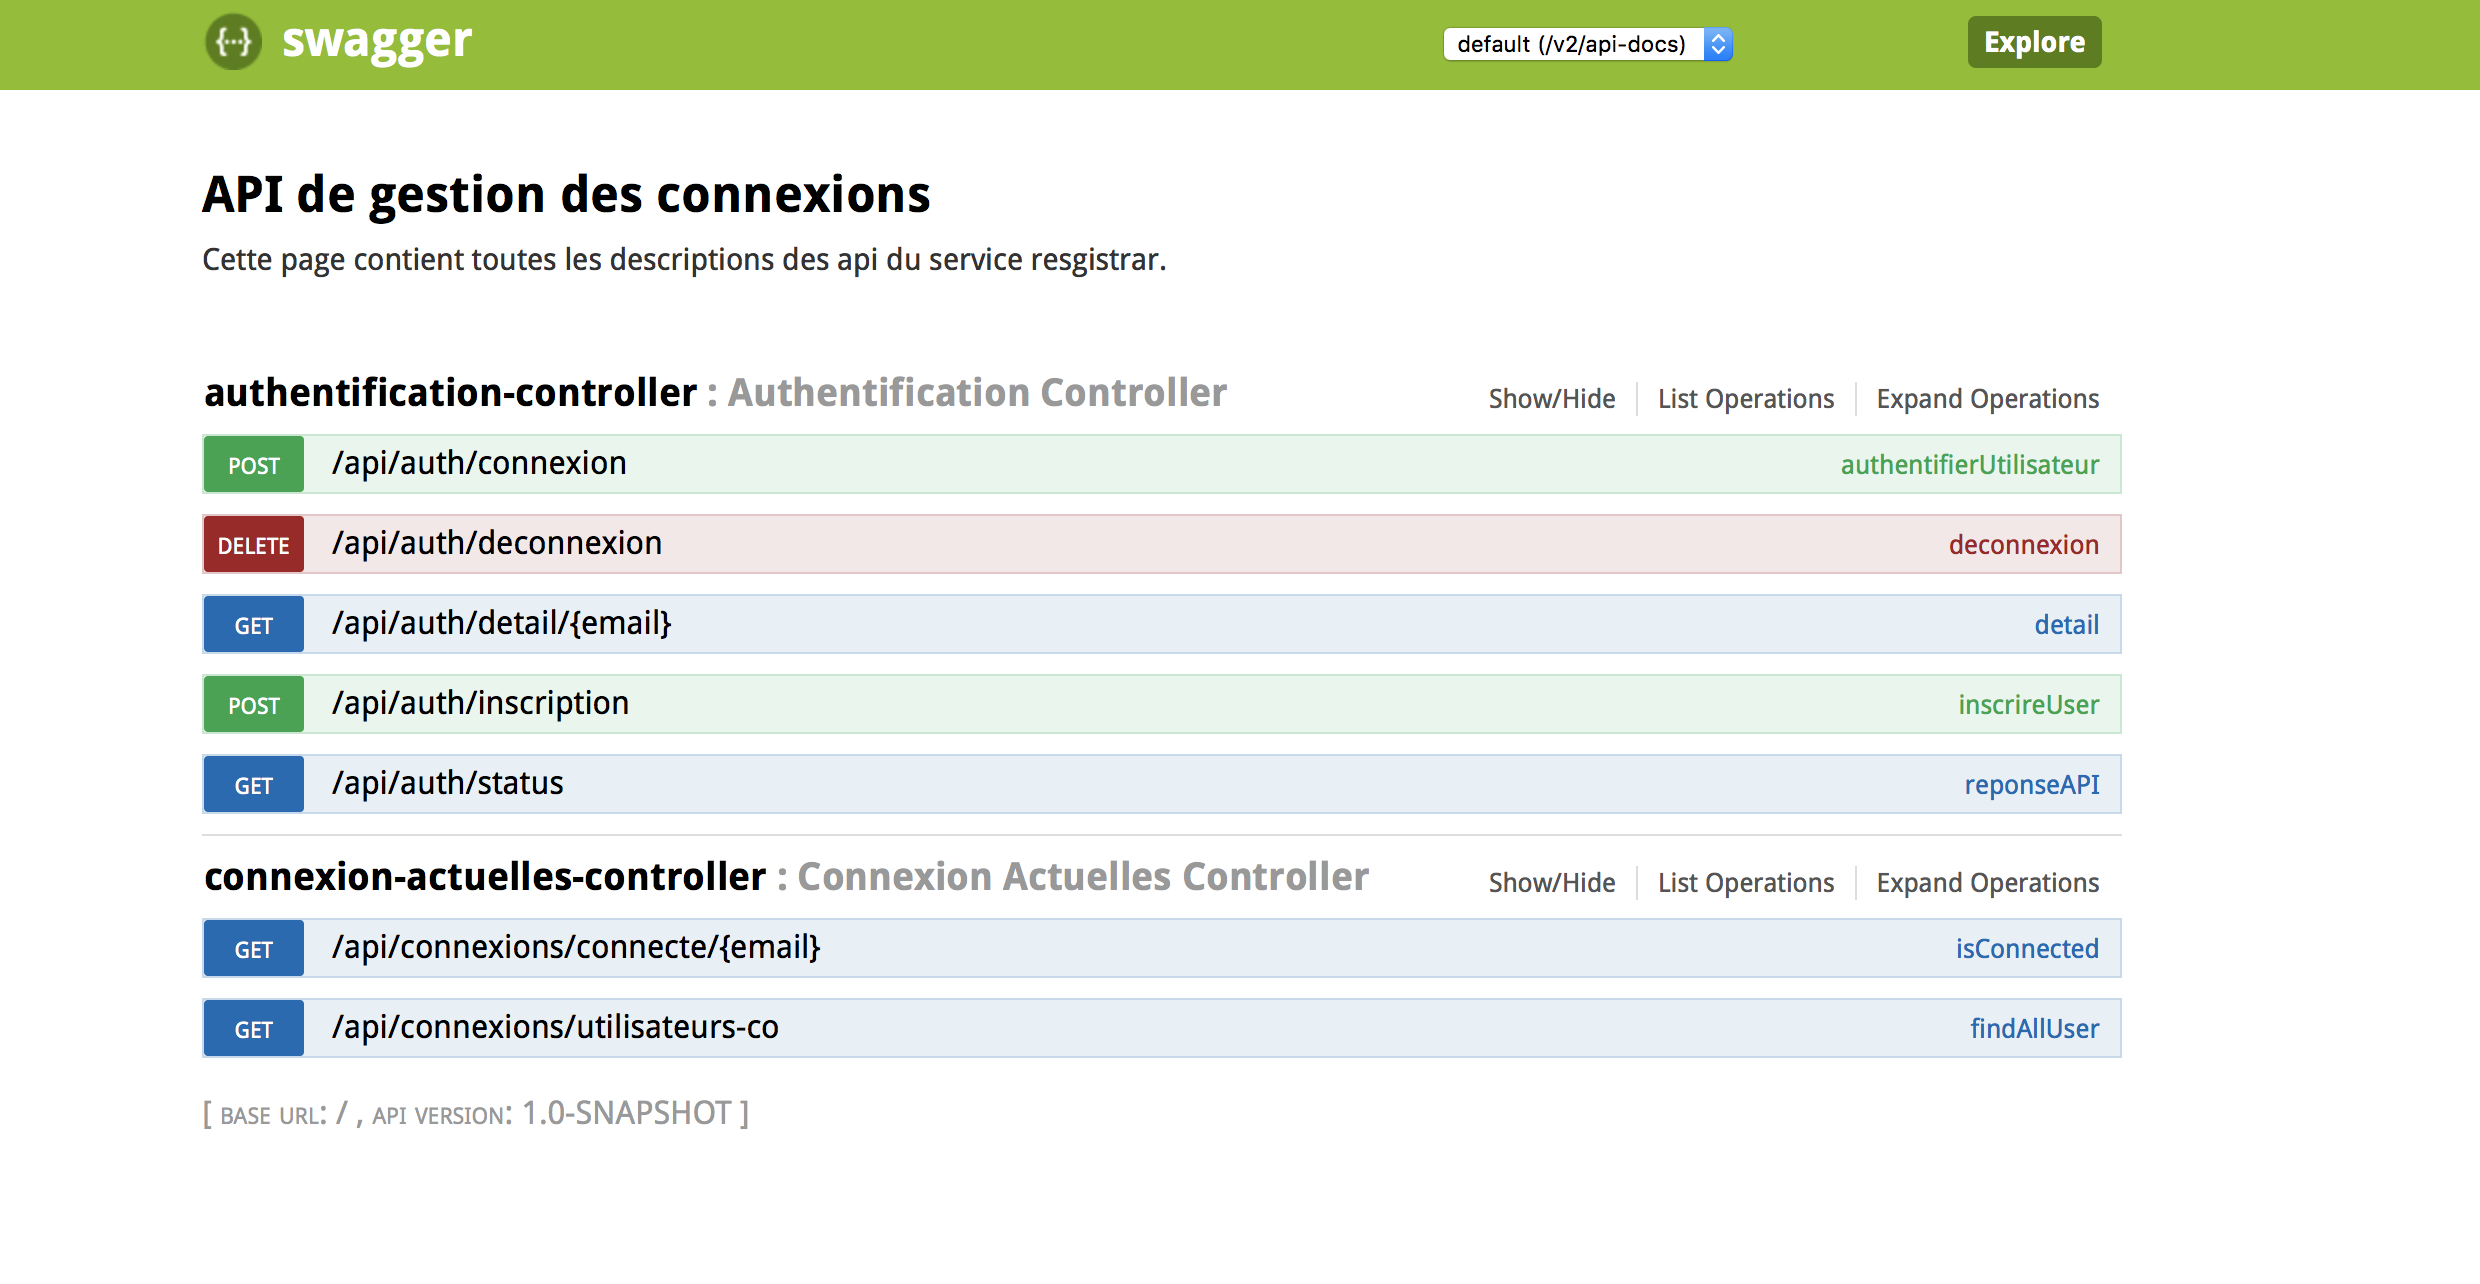 {···} swagger default (/v2/api-docs) Explore
API de gestion des connexions
Cette page contient toutes les descriptions des api du service resgistrar.
authentification-controller : Authentification Controller Show/Hide List Operations Expand Operations
POST /api/auth/connexion authentifierUtilisateur
DELETE /api/auth/deconnexion deconnexion
GET /api/auth/detail/{email} detail
POST /api/auth/inscription inscrireUser
GET /api/auth/status reponseAPI
connexion-actuelles-controller : Connexion Actuelles Controller Show/Hide List Operations Expand Operations
GET /api/connexions/connecte/{email} isConnected
GET /api/connexions/utilisateurs-co findAllUser
[ BASE URL: / , API VERSION: 1.0-SNAPSHOT ]